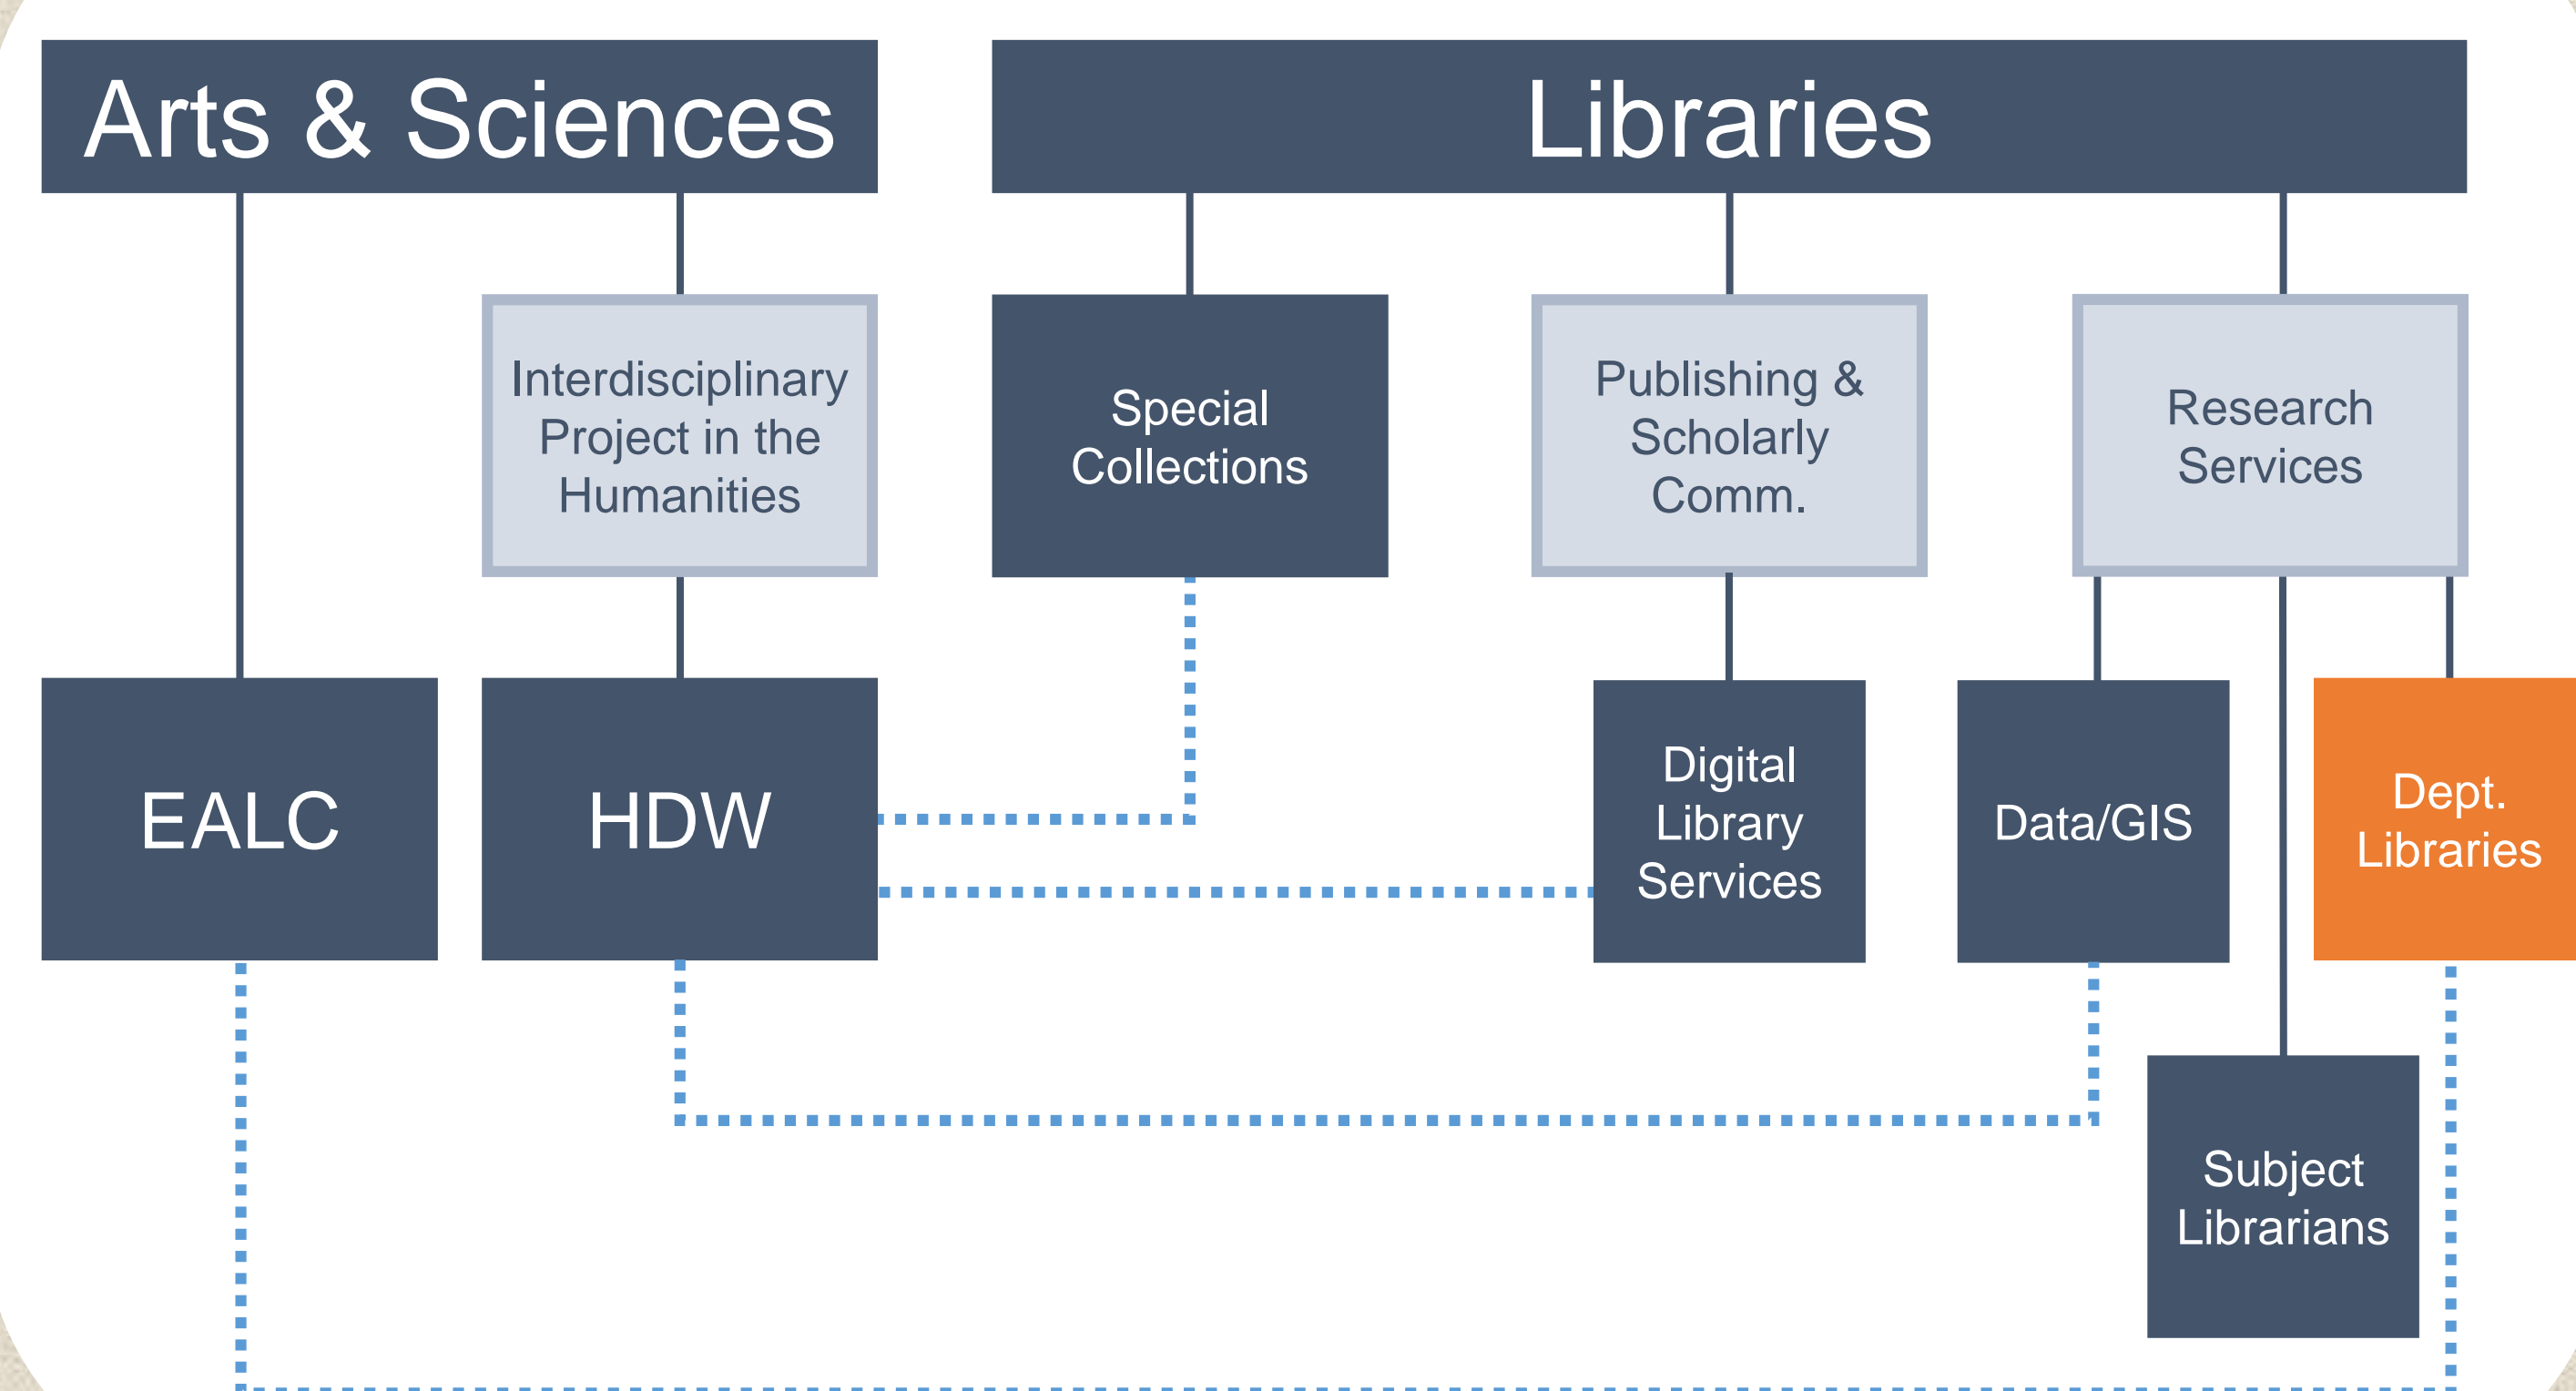 Arts & Sciences
Libraries
Interdisciplinary
Project in the
Humanities
Special
Collections
Publishing &
Scholarly
Comm.
Research
Services
EALC
HDW
Digital
Library
Services
Data/GIS
Dept.
Libraries
Subject
Librarians